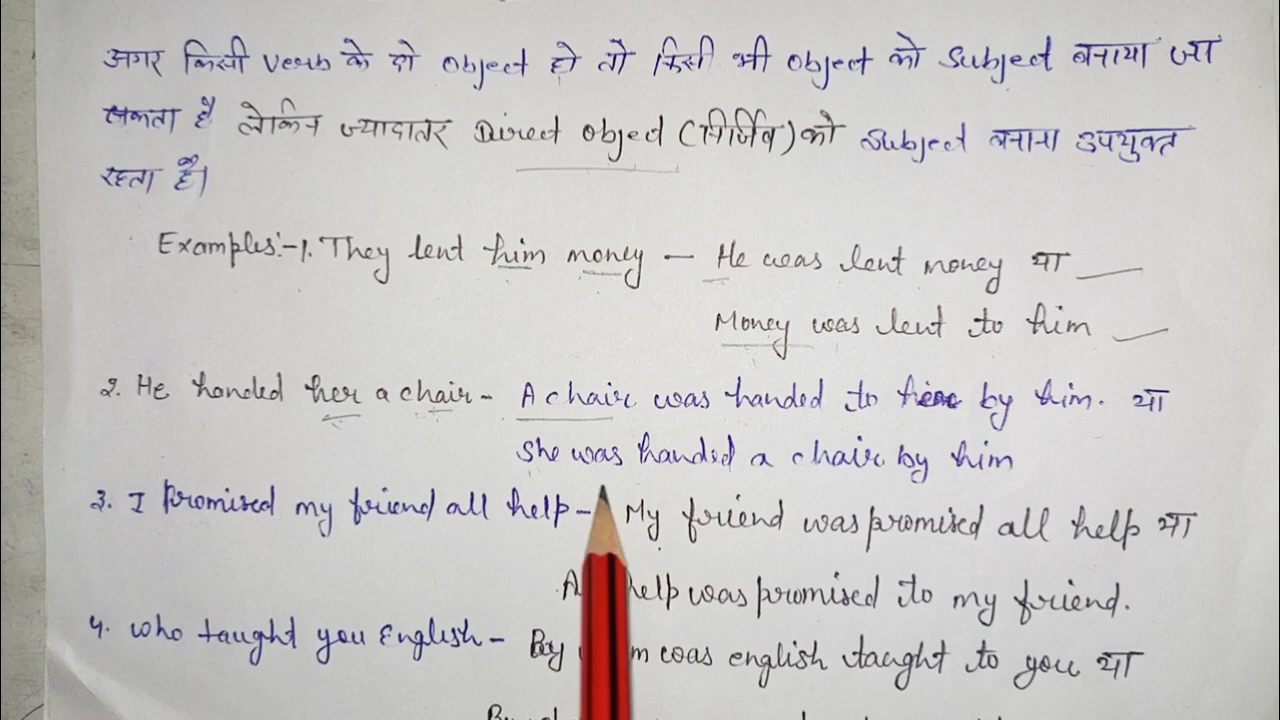 अगर किसी verb के दो object हो तो किसी भी object को Subject बनाया जा
सकता है लेकिन ज्यादातर Direct object (निर्जिव) को Subject बनाना उपयुक्त
रहता है।
Examples:-1. They lent him money - He was lent money या
Money was lent to him
2. He handed her a chair - A chair was handed to her by him. या
She was handed a chair by him
3. I Promised my friend all help - My friend was promised all help या
help was promised to my friend.
4. Who taught you English - By was english taught to you या